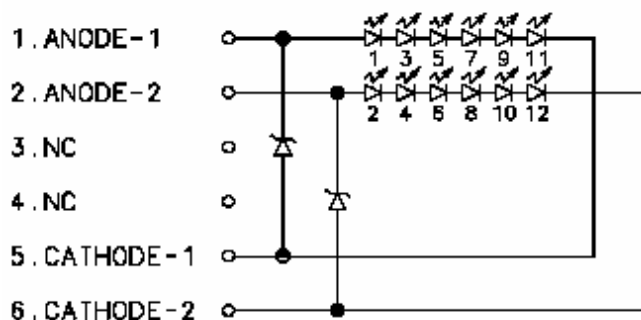 1.ANODE-1
1 3 5 7 9 11
2.ANODE-2
2 4 6 8 10 12
3.NC
4.NC
5.CATHODE-1
6.CATHODE-2